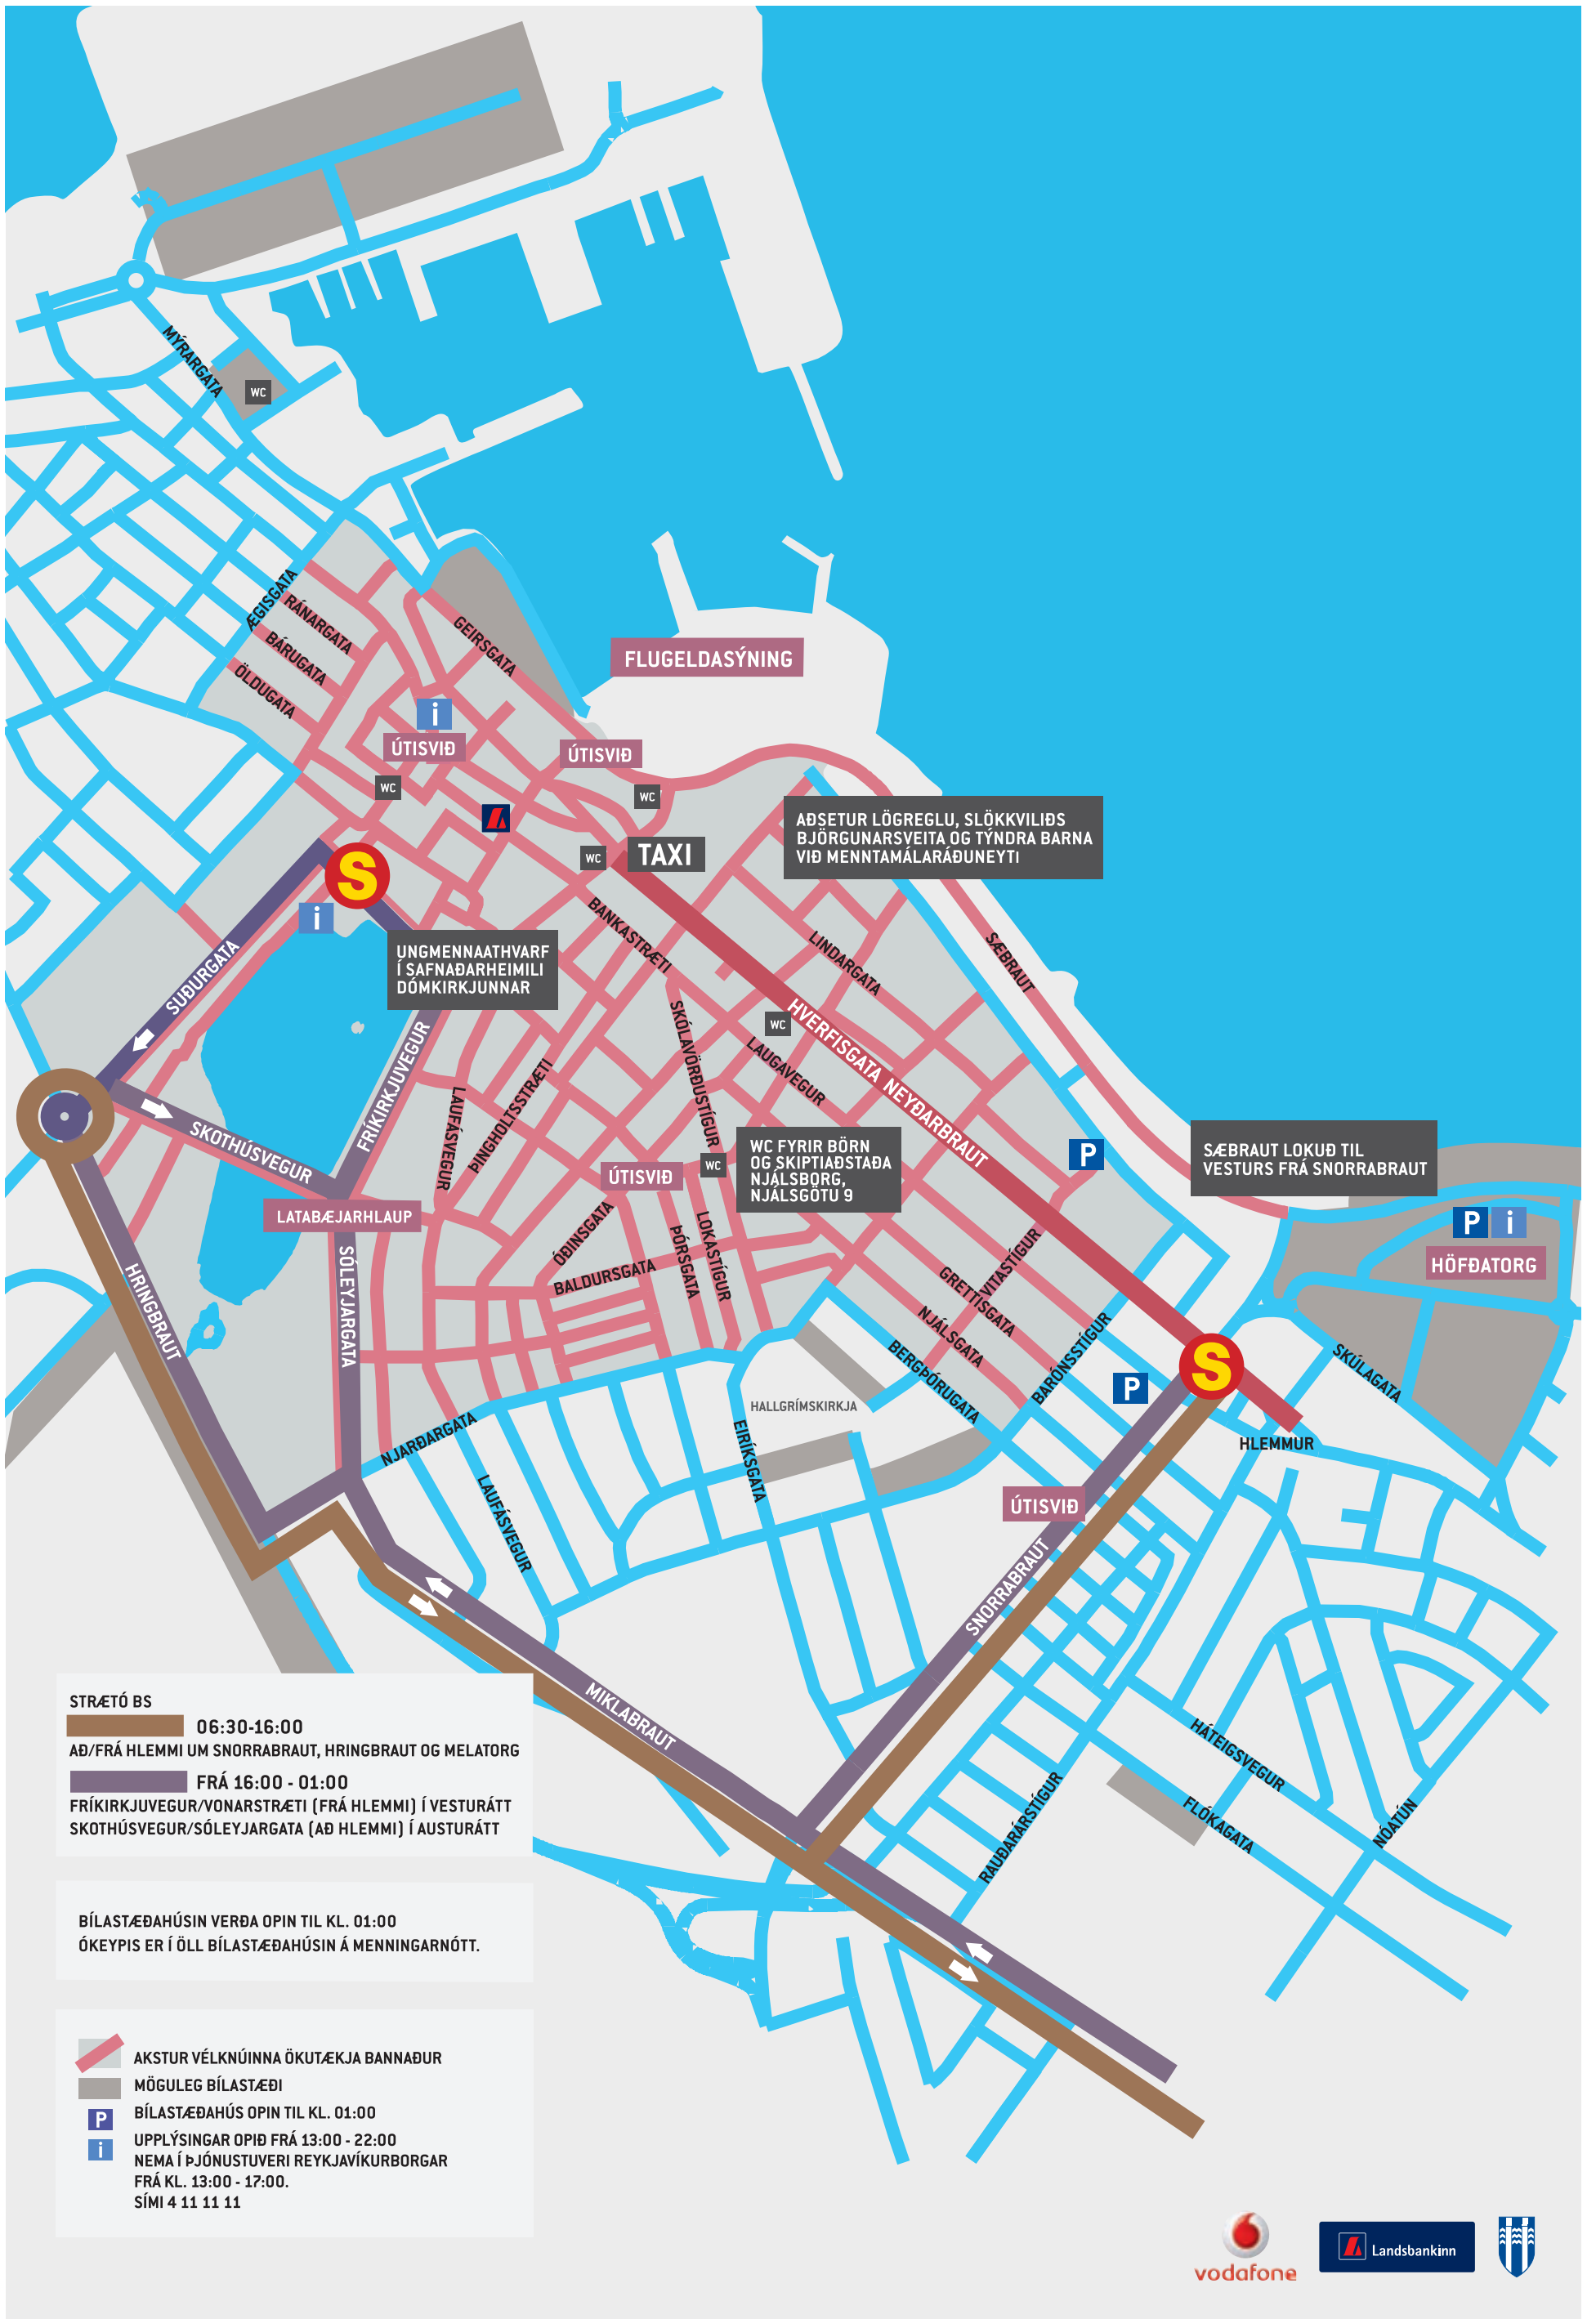 MÝRARGATA
WC
ÆGISGATA
RÁNARGATA
BÁRUGATA
ÖLDUGATA
GEIRSGATA
FLUGELDASÝNING
i
ÚTISVIÐ
ÚTISVIÐ
WC
WC
WC
TAXI
AÐSETUR LÖGREGLU, SLÖKKVILIÐS
BJÖRGUNARSVEITA OG TÝNDRA BARNA
VIÐ MENNTAMÁLARÁÐUNEYTI
S
i
BANKASTRÆTI
LINDARGATA
SÆBRAUT
UNGMENNAATHVARF
Í SAFNAÐARHEIMILI
DÓMKIRKJUNNAR
SUÐURGATA
SKÓLAVÖRÐUSTÍGUR
WC
HVERFISGATA NEYÐARBRAUT
LAUGAVEGUR
FRÍKIRKJUVEGUR
LAUFÁSVEGUR
ÞINGHOLTSSTRÆTI
SKOTHÚSVEGUR
WC FYRIR BÖRN
OG SKIPTIAÐSTAÐA
NJÁLSBORG,
NJÁLSGÖTU 9
WC
ÚTISVIÐ
P
SÆBRAUT LOKUÐ TIL
VESTURS FRÁ SNORRABRAUT
P
i
HÖFÐATORG
LATABÆJARHLAUP
ÓÐINSGATA
BALDURSGATA
ÞÓRSGATA
LOKASTÍGUR
VITASTÍGUR
GRETTISGATA
NJÁLSGATA
HRINGBRAUT
SÓLEYJARGATA
BERGÞÓRUGATA
BARÓNSSTÍGUR
S
P
SKÚLAGATA
HALLGRÍMSKIRKJA
HLEMMUR
NJARÐARGATA
EIRÍKSGATA
LAUFÁSVEGUR
ÚTISVIÐ
SNORRABRAUT
MIKLABRAUT
HÁTEIGSVEGUR
RAUÐARÁRSTÍGUR
FLÓKAGATA
NÓATÚN
STRÆTÓ BS
06:30-16:00
AÐ/FRÁ HLEMMI UM SNORRABRAUT, HRINGBRAUT OG MELATORG
FRÁ 16:00 - 01:00
FRÍKIRKJUVEGUR/VONARSTRÆTI (FRÁ HLEMMI) Í VESTURÁTT
SKOTHÚSVEGUR/SÓLEYJARGATA (AÐ HLEMMI) Í AUSTURÁTT
BÍLASTÆÐAHÚSIN VERÐA OPIN TIL KL. 01:00
ÓKEYPIS ER Í ÖLL BÍLASTÆÐAHÚSIN Á MENNINGARNÓTT.
AKSTUR VÉLKNÚINNA ÖKUTÆKJA BANNAÐUR
MÖGULEG BÍLASTÆÐI
P BÍLASTÆÐAHÚS OPIN TIL KL. 01:00
i UPPLÝSINGAR OPIÐ FRÁ 13:00 - 22:00
NEMA Í ÞJÓNUSTUVERI REYKJAVÍKURBORGAR
FRÁ KL. 13:00 - 17:00.
SÍMI 4 11 11 11
vodafone
Landsbankinn